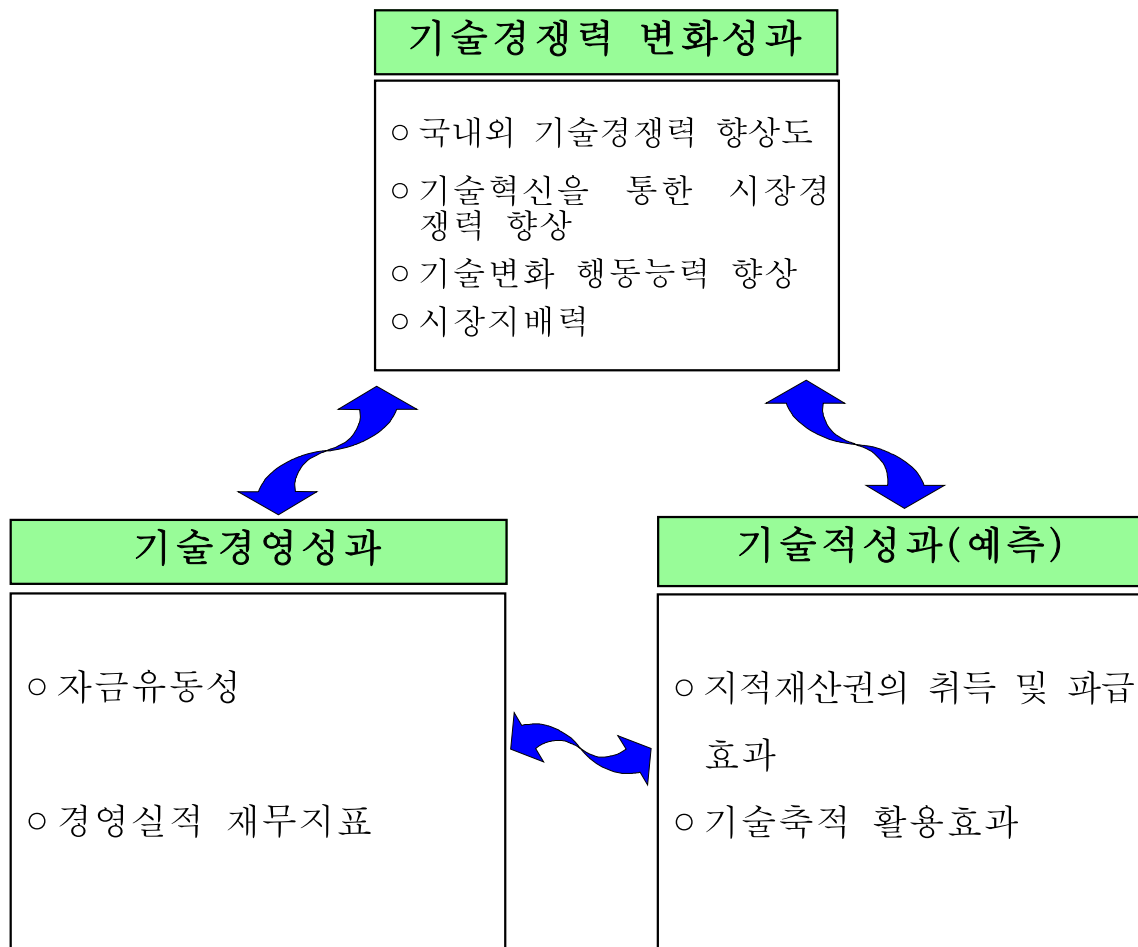 기술경쟁력 변화성과
○ 국내외 기술경쟁력 향상도
○ 기술혁신을 통한 시장경
쟁력 향상
○ 기술변화 행동능력 향상
○ 시장지배력
기술경영성과
○ 자금유동성
○ 경영실적 재무지표
기술적성과(예측)
○ 지적재산권의 취득 및 파급
효과
○ 기술축적 활용효과